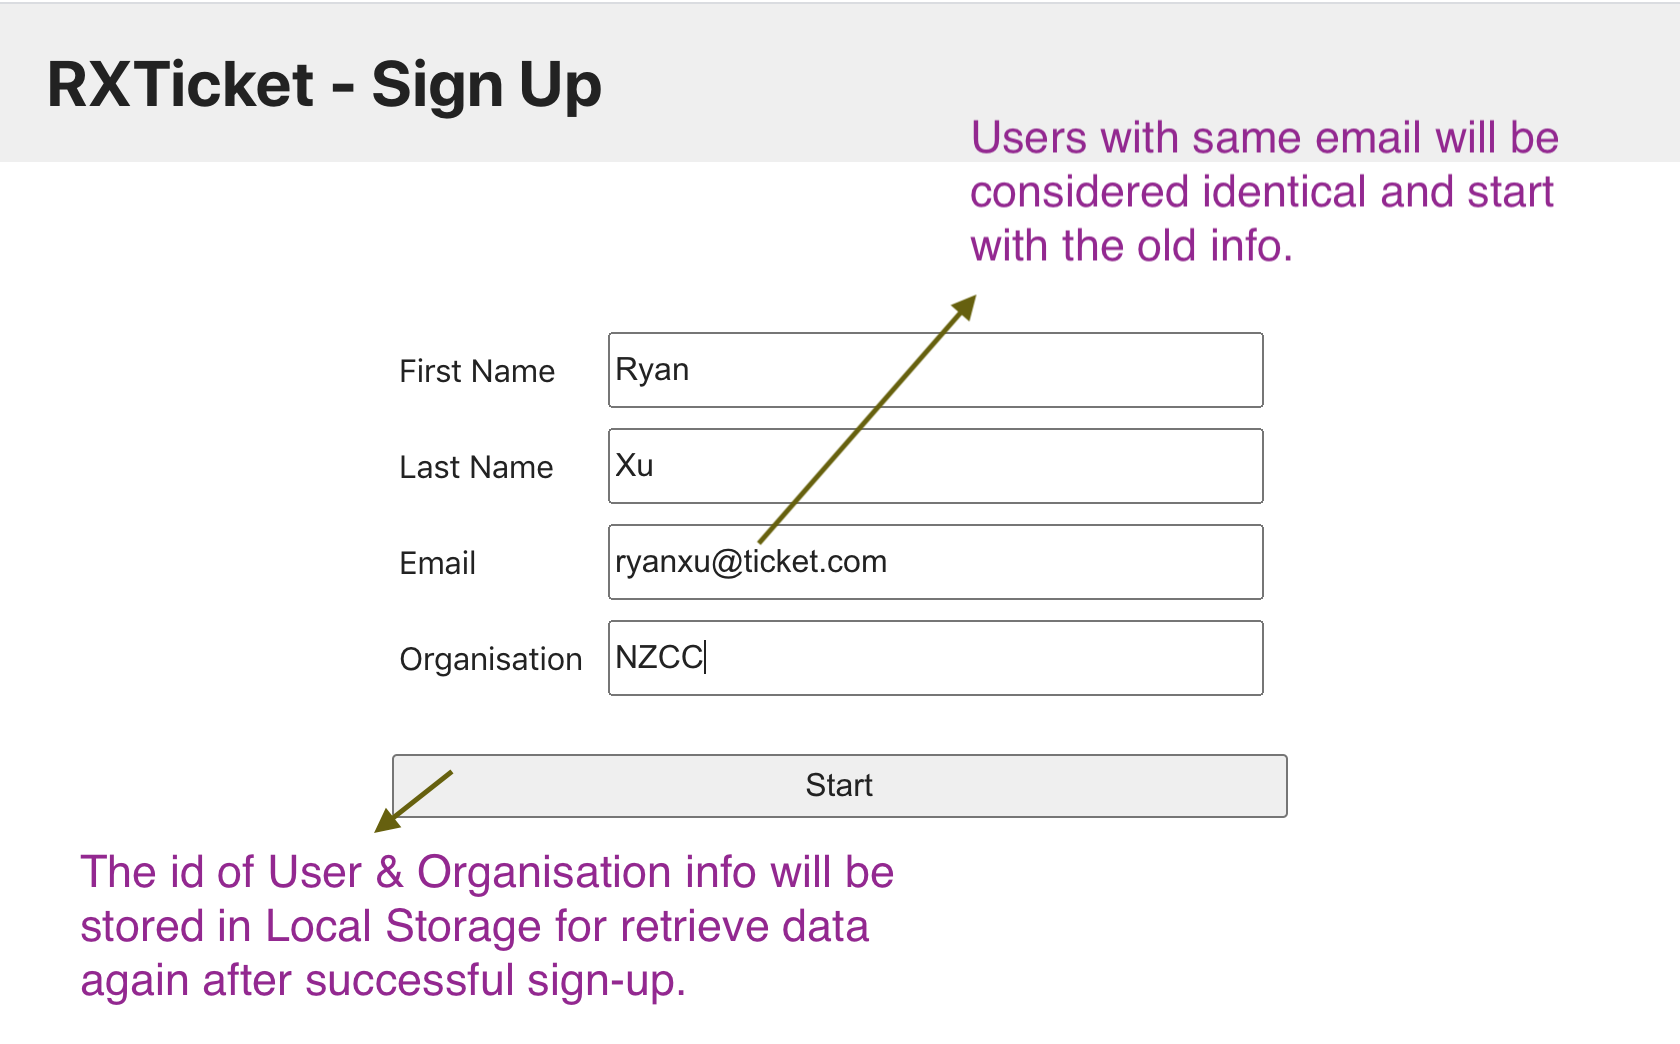 RXTicket - Sign Up
Users with same email will be
considered identical and start
with the old info.
First Name
Ryan
Last Name
Xu
Email
ryanxu@ticket.com
Organisation
NZCC
Start
The id of User & Organisation info will be
stored in Local Storage for retrieve data
again after successful sign-up.